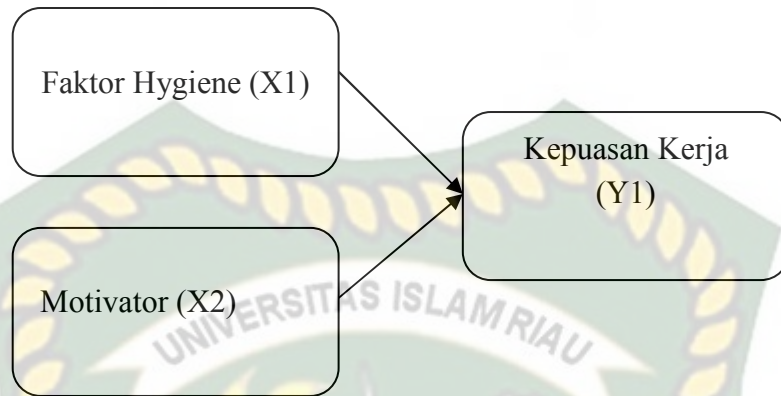 Faktor Hygiene (X1)
Kepuasan Kerja
(Y1)
Motivator (X2)
UNIVERSITAS ISLAM RIAU